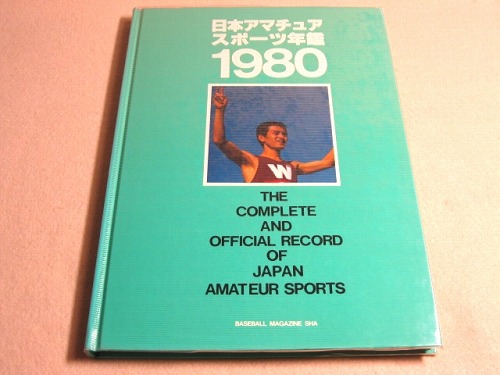 日本アマチュア
スポーツ年鑑
1980
W
THE
COMPLETE
AND
OFFICIAL RECORD
OF
JAPAN
AMATEUR SPORTS
BASEBALL MAGAZINE SHA